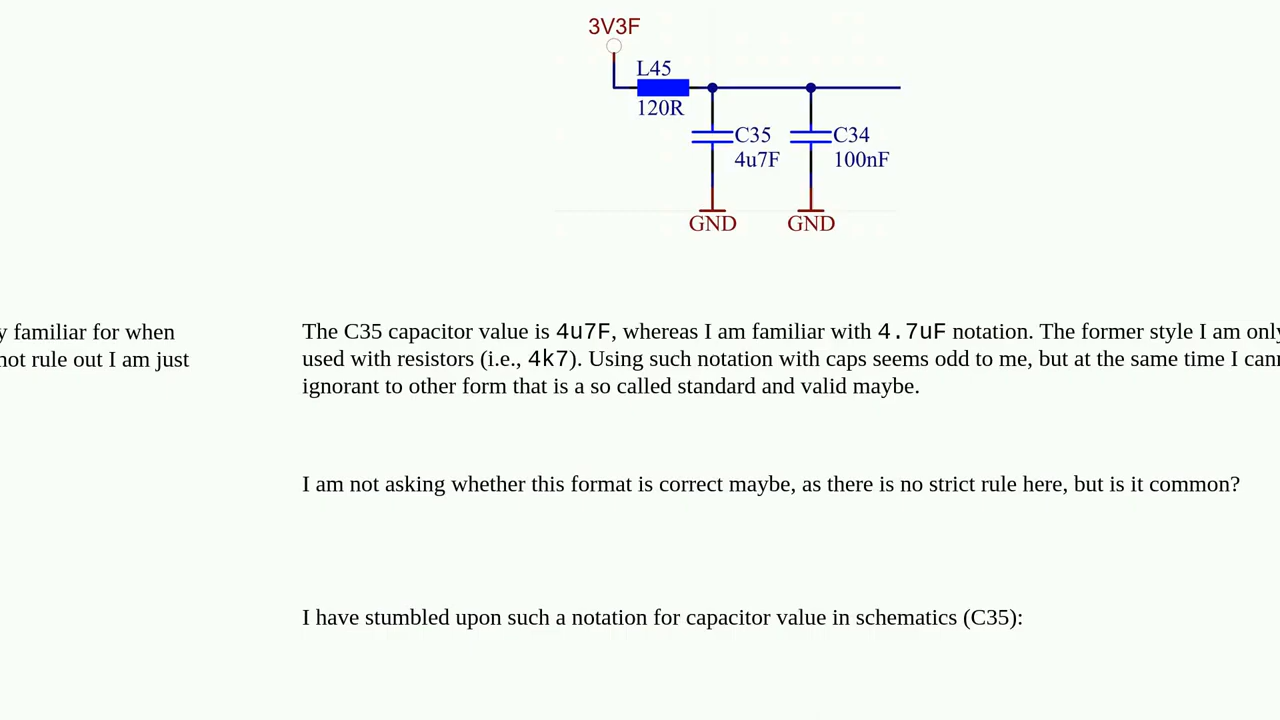 3V3F
L45
120R
C35
4u7F
C34
100nF
GND
GND
y familiar for when
not rule out I am just
The C35 capacitor value is 4u7F, whereas I am familiar with 4.7uF notation. The former style I am only
used with resistors (i.e., 4k7). Using such notation with caps seems odd to me, but at the same time I can
ignorant to other form that is a so called standard and valid maybe.
I am not asking whether this format is correct maybe, as there is no strict rule here, but is it common?
I have stumbled upon such a notation for capacitor value in schematics (C35):